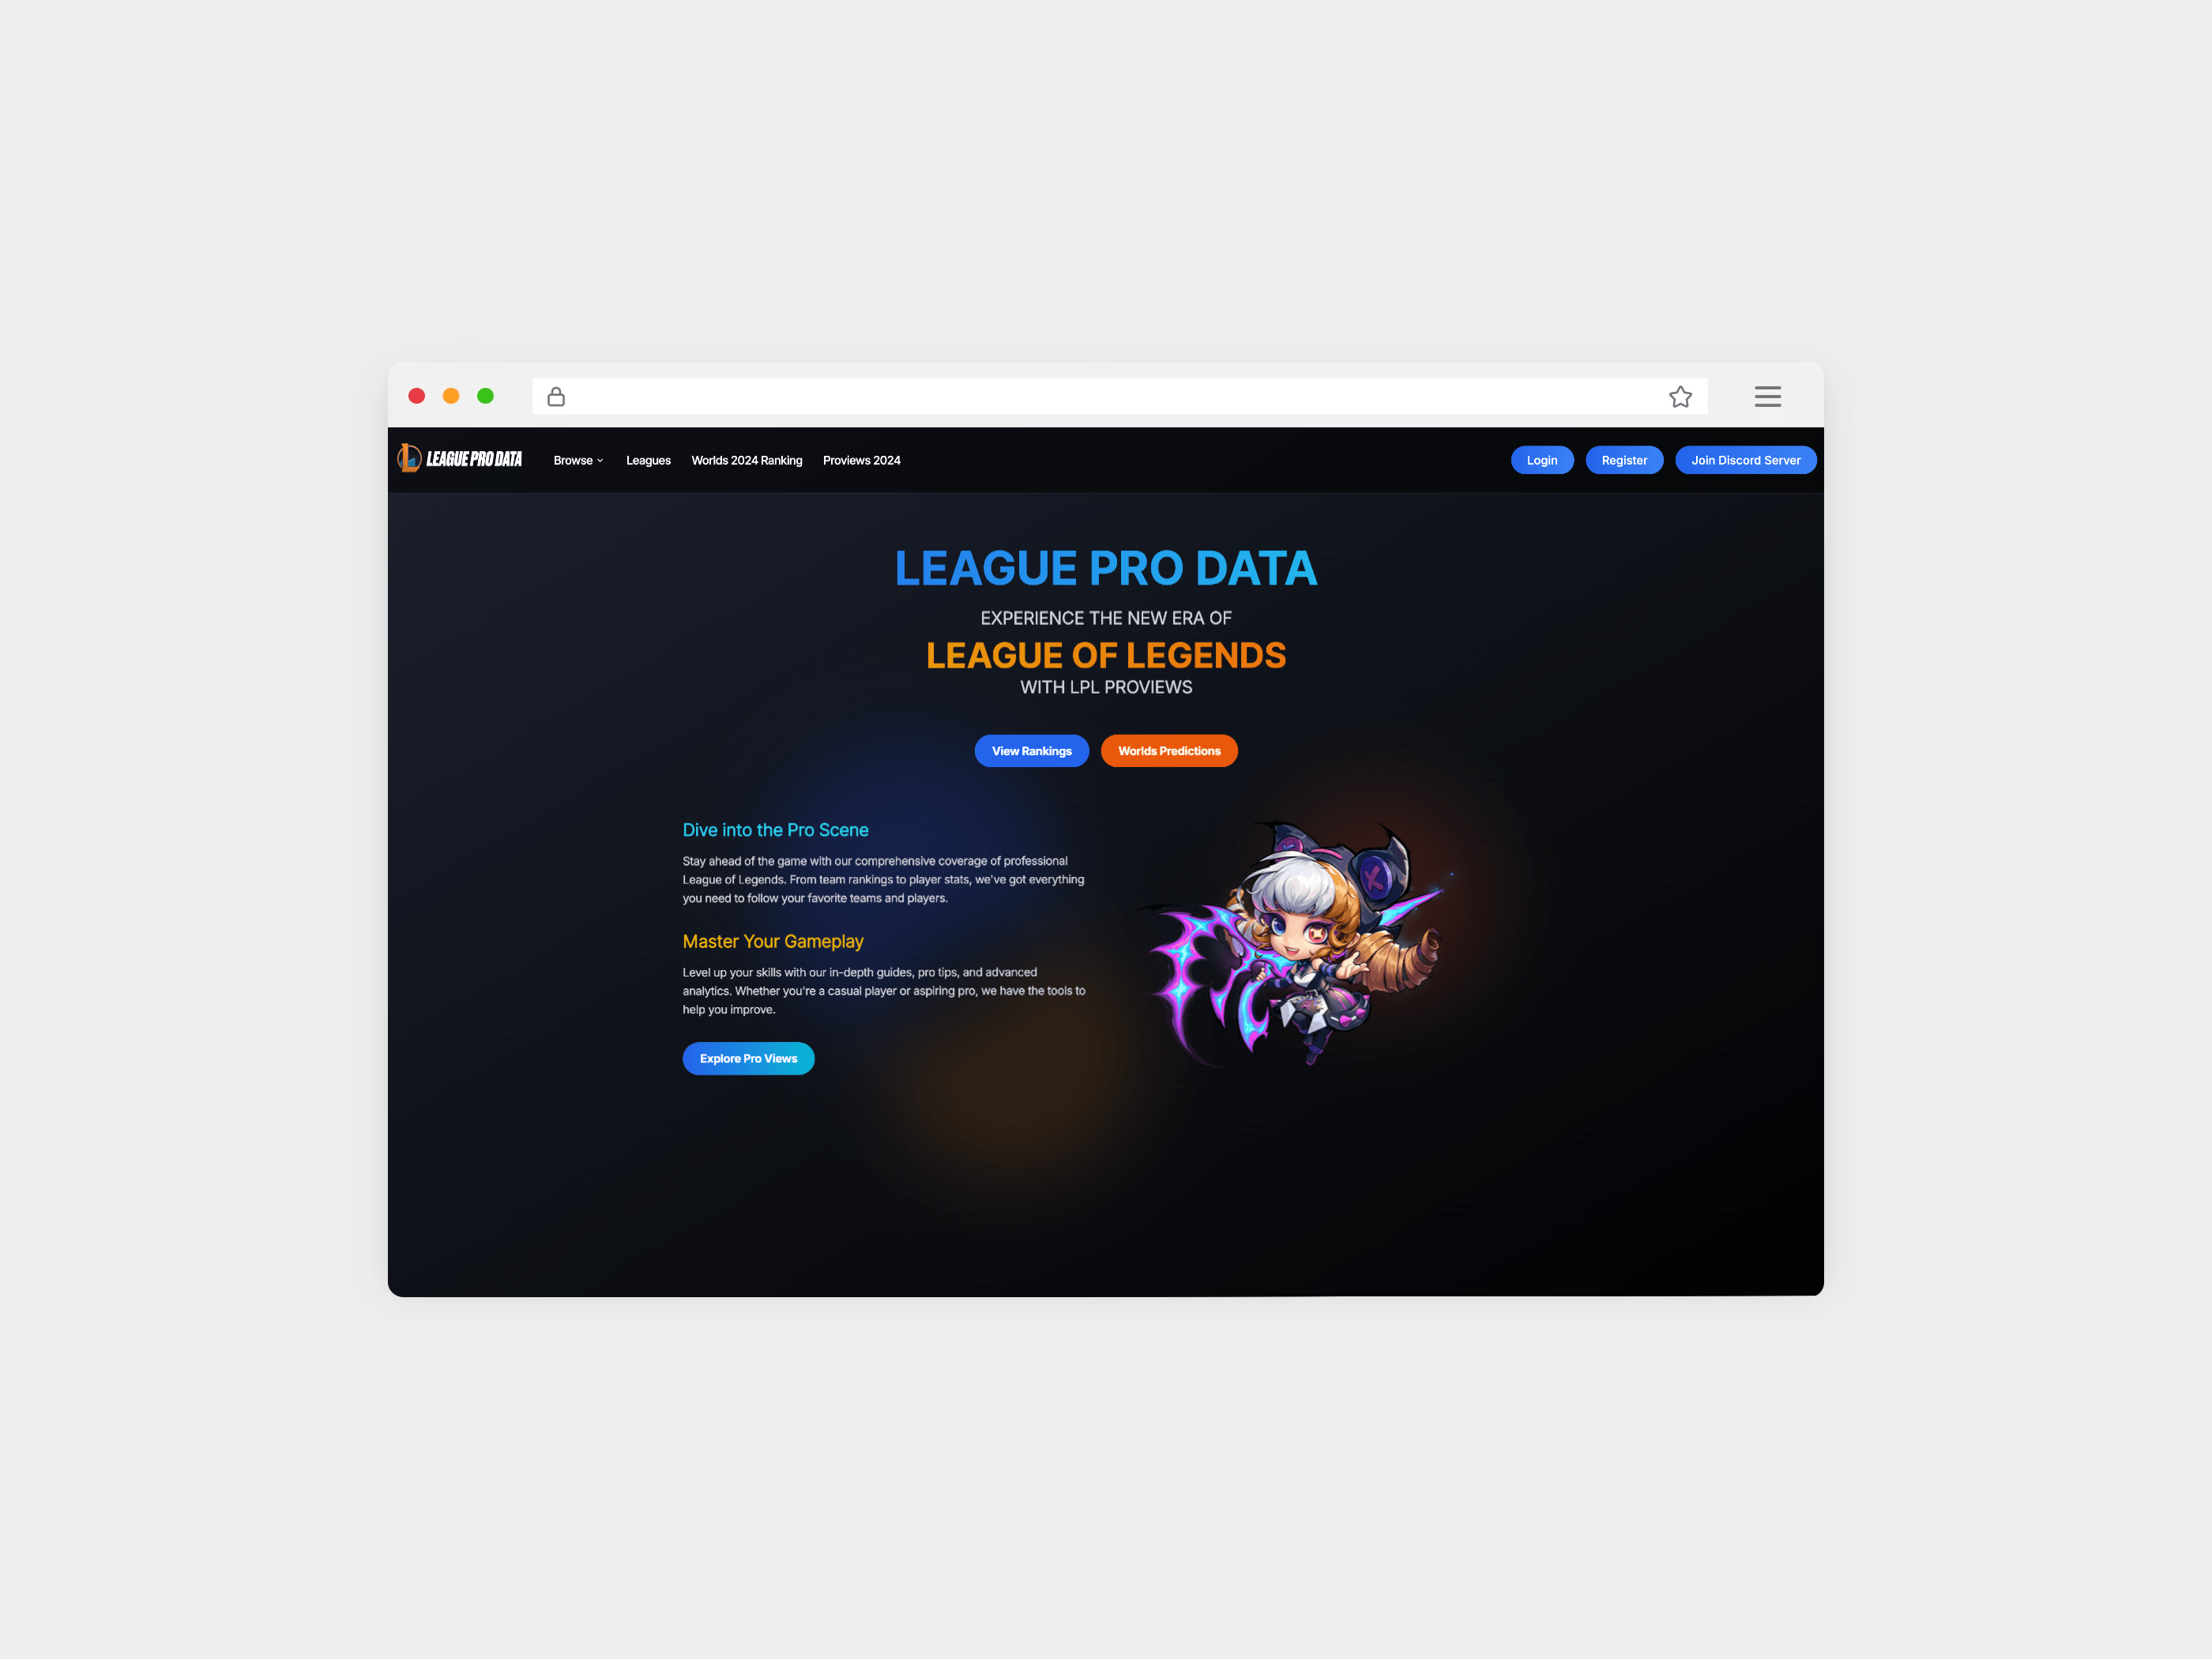 LEAGUE PRO DATA
Browse
Leagues
Worlds 2024 Ranking
Proviews 2024
Login
Register
Join Discord Server
LEAGUE PRO DATA
EXPERIENCE THE NEW ERA OF
LEAGUE OF LEGENDS
WITH LPL PROVIEWS
View Rankings
Worlds Predictions
Dive into the Pro Scene
Stay ahead of the game with our comprehensive coverage of professional
League of Legends. From team rankings to player stats, we've got everything
you need to follow your favorite teams and players.
Master Your Gameplay
Level up your skills with our in-depth guides, pro tips, and advanced
analytics. Whether you're a casual player or aspiring pro, we have the tools to
help you improve.
Explore Pro Views